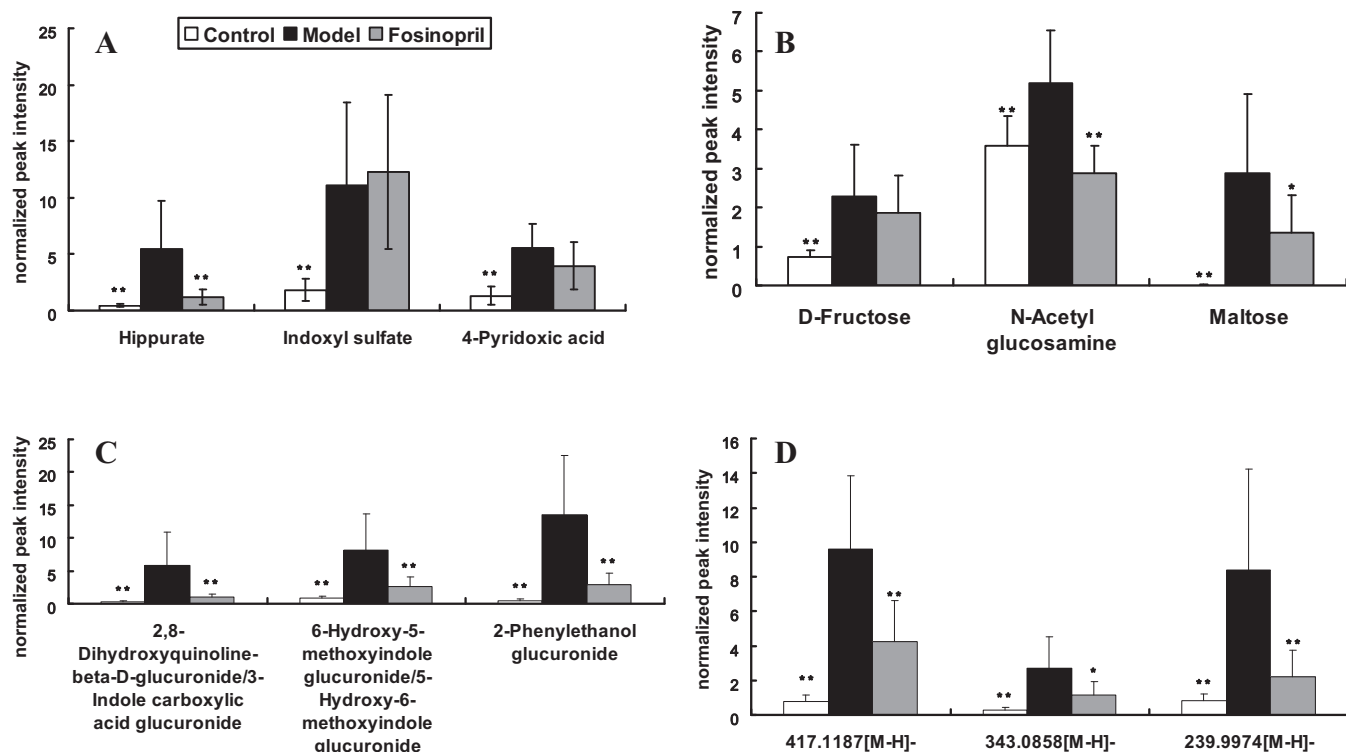 A
Control Model Fosinopril
normalized peak intensity
25
20
15
10
5
0
**
**
**
**
Hippurate
Indoxyl sulfate
4-Pyridoxic acid
B
normalized peak intensity
7
6
5
4
3
2
1
0
**
**
**
**
*
D-Fructose
N-Acetyl
glucosamine
Maltose
C
normalized peak intensity
25
20
15
10
5
0
**
**
**
**
**
**
2,8-
Dihydroxyquinoline-
beta-D-glucuronide/3-
Indole carboxylic
acid glucuronide
6-Hydroxy-5-
methoxyindole
glucuronide/5-
Hydroxy-6-
methoxyindole
glucuronide
2-Phenylethanol
glucuronide
D
normalized peak intensity
16
14
12
10
8
6
4
2
0
**
**
**
*
**
**
417.1187[M-H]-
343.0858[M-H]-
239.9974[M-H]-